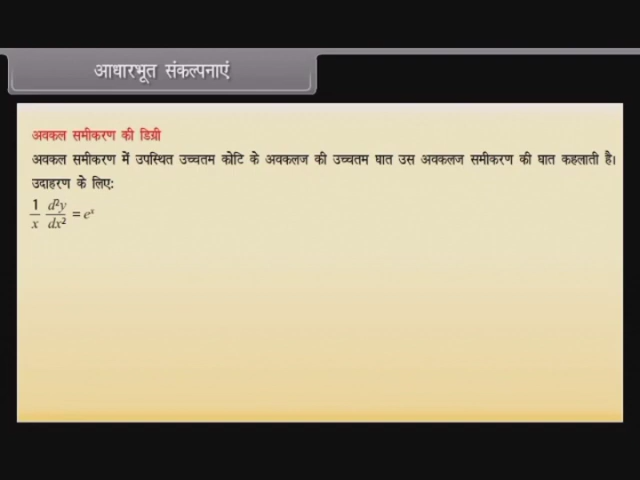 आधारभूत संकल्पनाएं
अवकल समीकरण की डिग्री
अवकल समीकरण में उपस्थित उच्चतम कोटि के अवकलज की उच्चतम घात उस अवकलज समीकरण की घात कहलाती है।
उदाहरण के लिए:
1/x d²y/dx² = eˣ